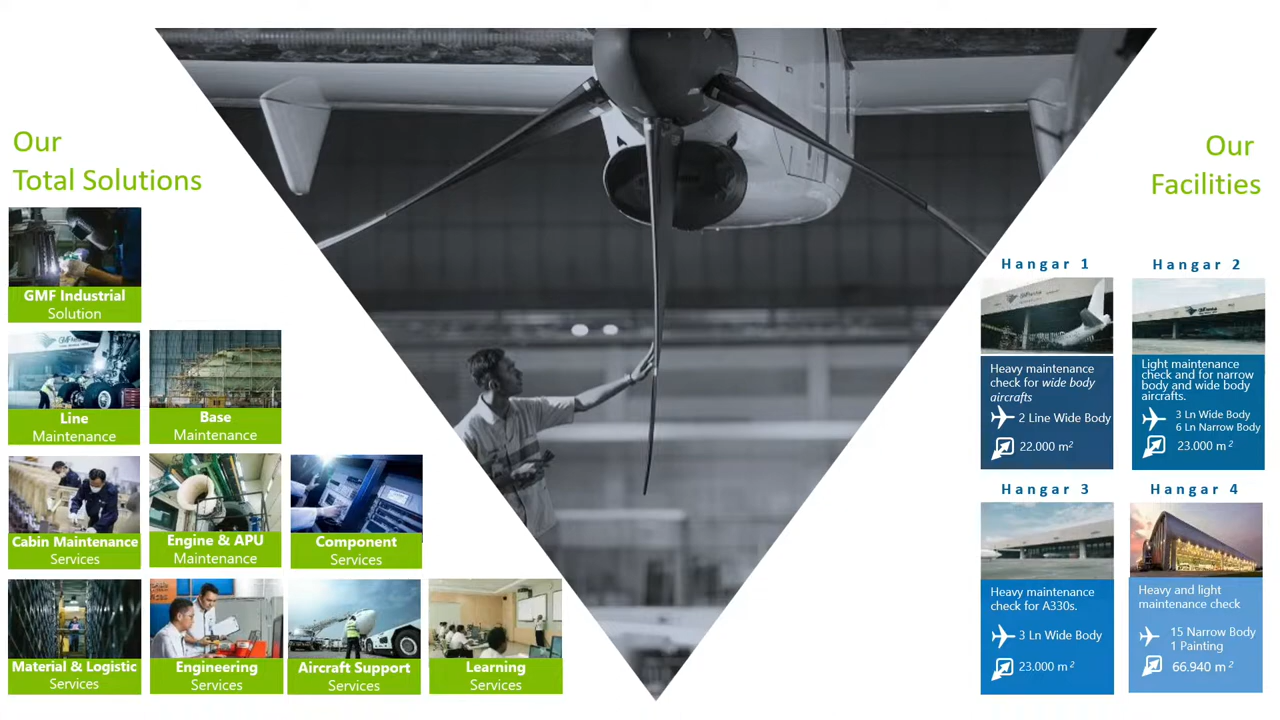 Our
Total Solutions
GMF Industrial
Solution
Line
Maintenance
Base
Maintenance
Cabin Maintenance
Services
Engine & APU
Maintenance
Component
Services
Material & Logistic
Services
Engineering
Services
Aircraft Support
Services
Learning
Services
Our
Facilities
Hangar 1
Heavy maintenance
check for wide body
aircrafts
2 Line Wide Body
22.000 m²
Hangar 2
Light maintenance
check and for narrow
body and wide body
aircrafts.
3 Ln Wide Body
6 Ln Narrow Body
23.000 m²
Hangar 3
Heavy maintenance
check for A330s.
3 Ln Wide Body
23.000 m²
Hangar 4
Heavy and light
maintenance check
15 Narrow Body
1 Painting
66.940 m²